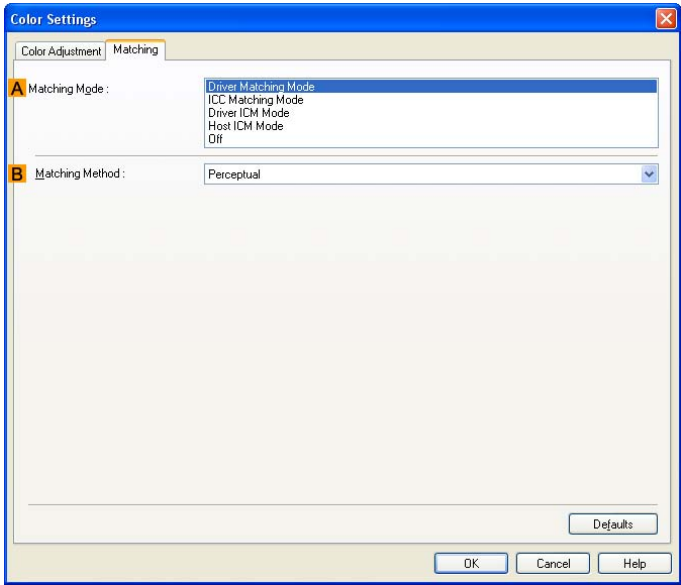 Color Settings
Color Adjustment Matching
A Matching Mode : Driver Matching Mode
ICC Matching Mode
Driver ICM Mode
Host ICM Mode
Off
B Matching Method : Perceptual
Defaults
OK Cancel Help